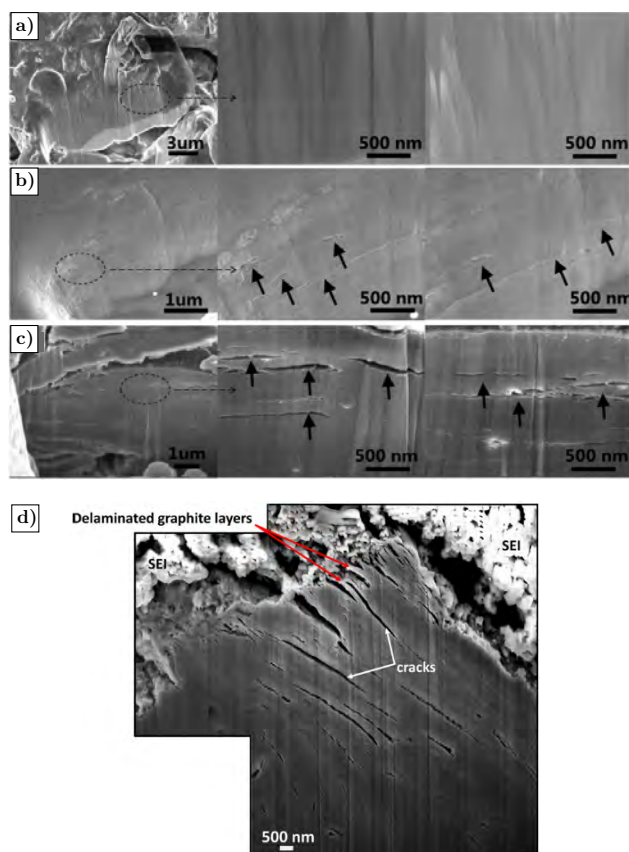 a)
3um
500 nm
500 nm
b)
1um
500 nm
500 nm
c)
1um
500 nm
500 nm
d)
Delaminated graphite layers
SEI
SEI
cracks
500 nm